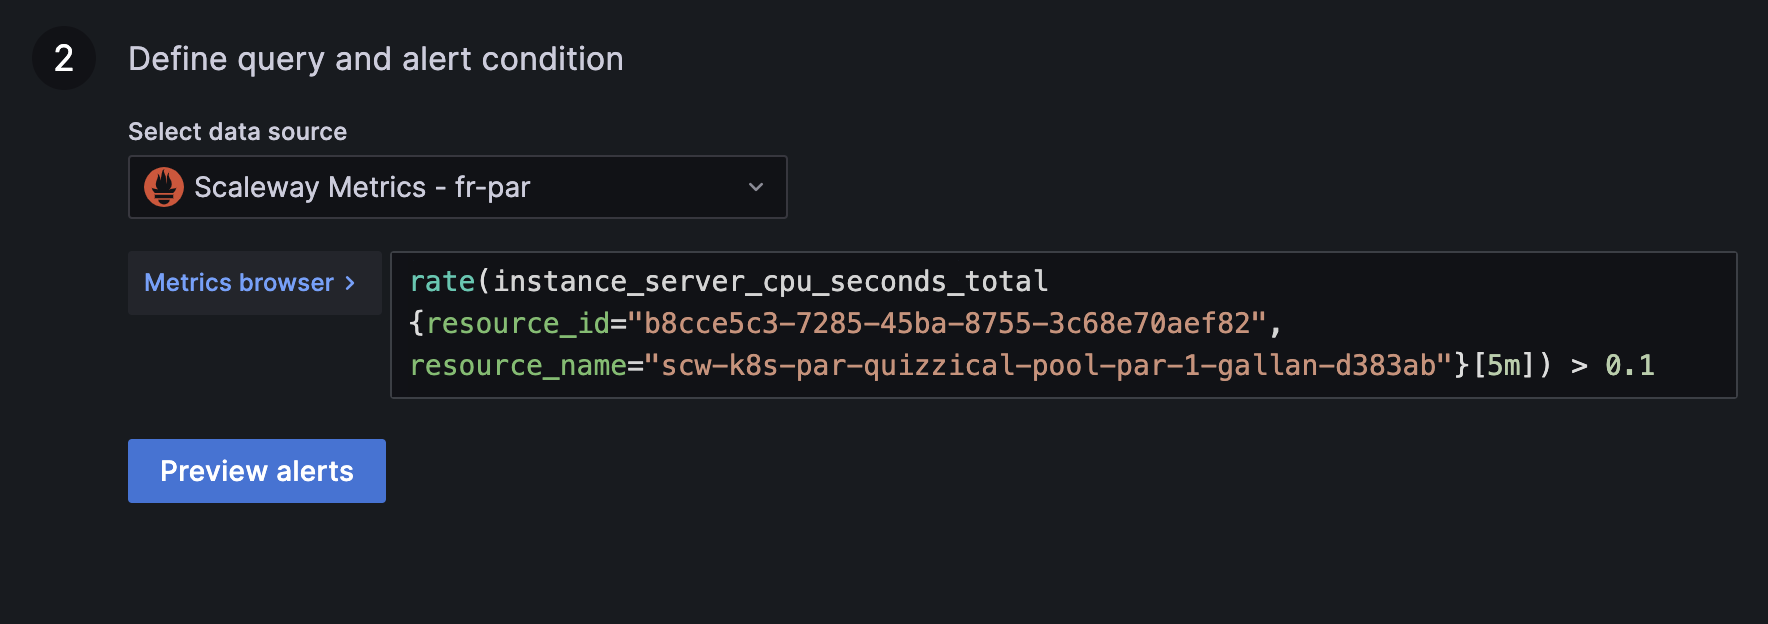 2 Define query and alert condition
Select data source
Scaleway Metrics - fr-par
Metrics browser >
rate(instance_server_cpu_seconds_total
{resource_id="b8cce5c3-7285-45ba-8755-3c68e70aef82",
resource_name="scw-k8s-par-quizzical-pool-par-1-gallan-d383ab"}[5m]) > 0.1
Preview alerts